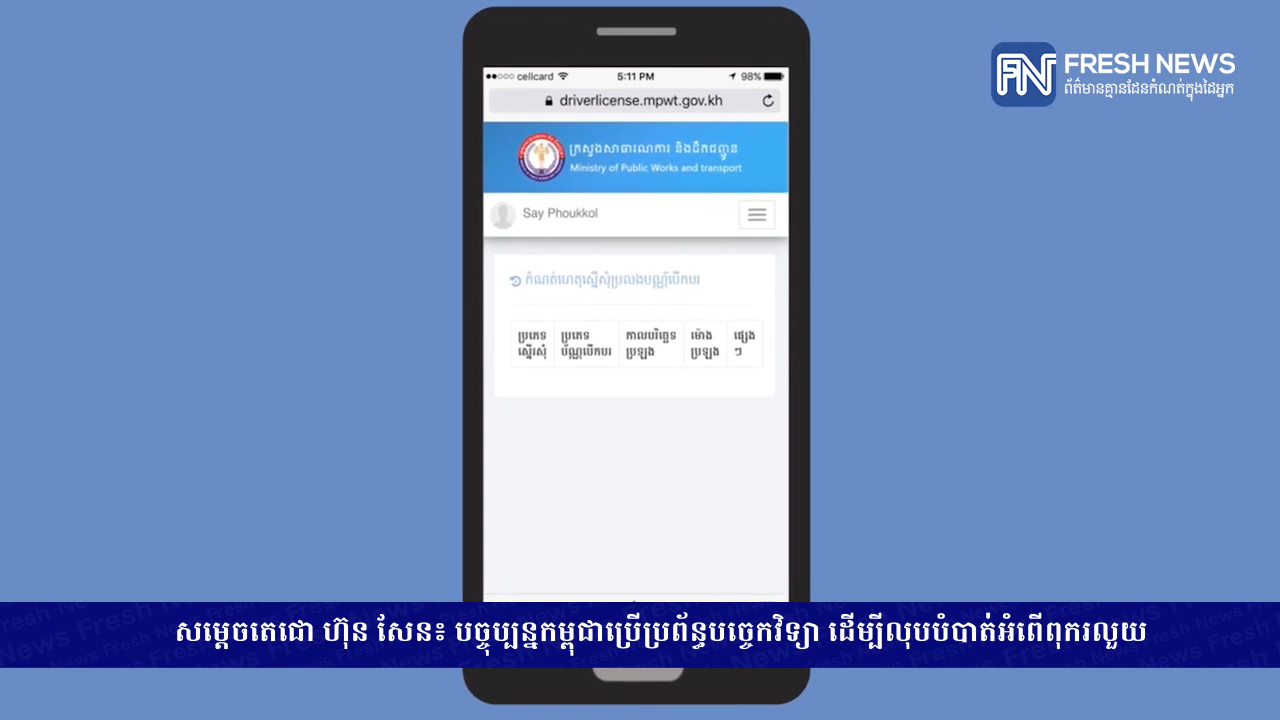 FRESH NEWS
ព័ត៌មានគ្មានដែនកំណត់ក្នុងដៃអ្នក
cellcard 5:11 PM 98%
driverlicense.mpwt.gov.kh
ក្រសួងសាធារណការ និងដឹកជញ្ជូន
Ministry of Public Works and transport
Say Phoukkol
កំណត់ហេតុស្នើសុំប្រលងបណ្ណ័បើកបរ
ប្រភេទ ប្រភេទ កាលបរិច្ឆេទ ម៉ោង ផ្សេង
ស្នើរសុំ ប័ណ្ណបើកបរ ប្រឡង ប្រឡង ៗ
សម្តេចតេជោ ហ៊ុន សែន៖ បច្ចុប្បន្នកម្ពុជាប្រើប្រព័ន្ធបច្ចេកវិទ្យា ដើម្បីលុបបំបាត់អំពើពុករលួយ